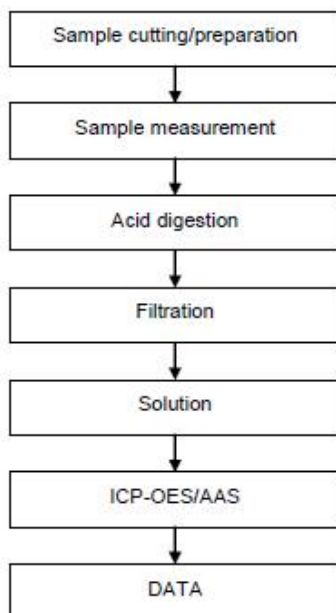 Sample cutting/preparation
Sample measurement
Acid digestion
Filtration
Solution
ICP-OES/AAS
DATA